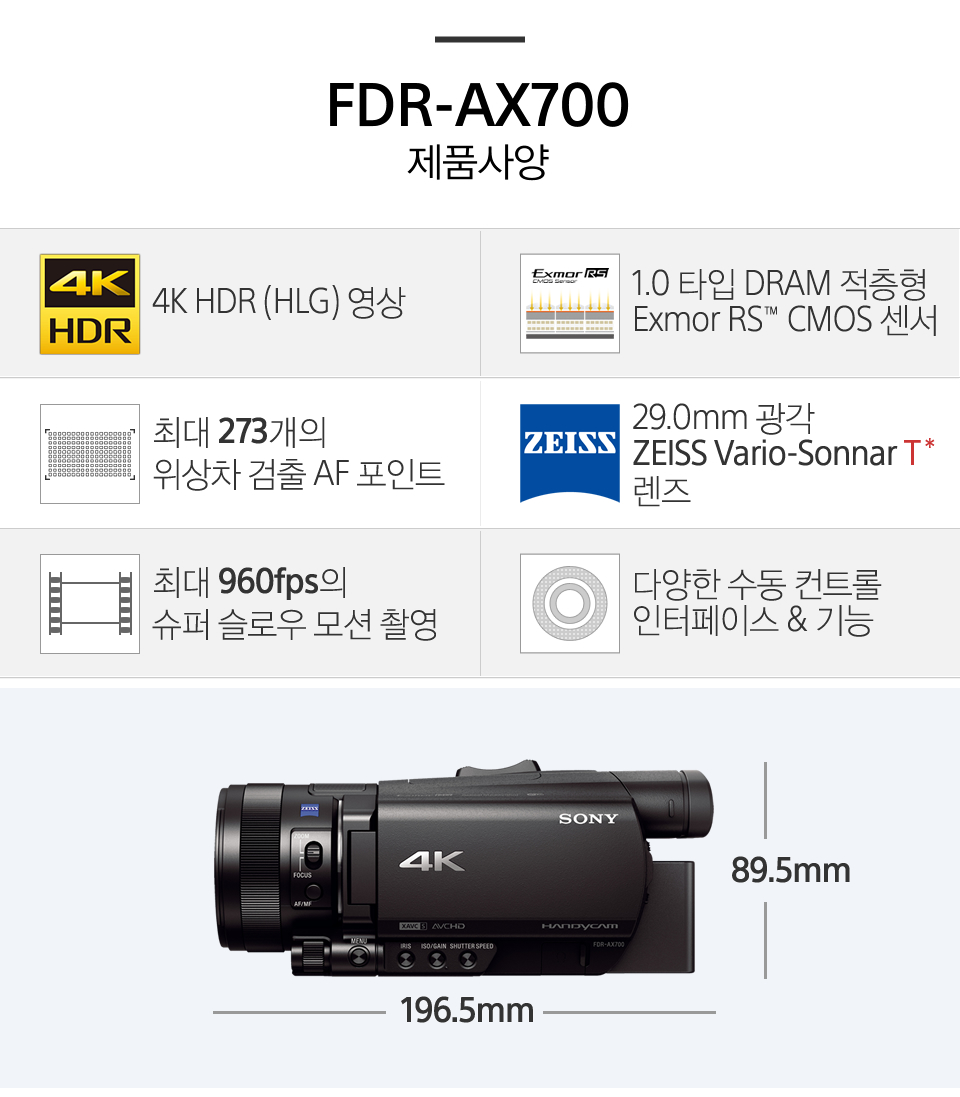 FDR-AX700
제품사양
4K
HDR
4K HDR (HLG) 영상
Exmor RS
CMOS Sensor
1.0 타입 DRAM 적층형
Exmor RS™ CMOS 센서
최대 273개의
위상차 검출 AF 포인트
ZEISS
29.0mm 광각
ZEISS Vario-Sonnar T*
렌즈
최대 960fps의
슈퍼 슬로우 모션 촬영
다양한 수동 컨트롤
인터페이스 & 기능
ZEISS
ZOOM
FOCUS
AF/MF
SONY
4K
XAVC S AVCHD
HANDYCAM
MENU
IRIS ISO/GAIN SHUTTER SPEED
FDR-AX700
89.5mm
196.5mm